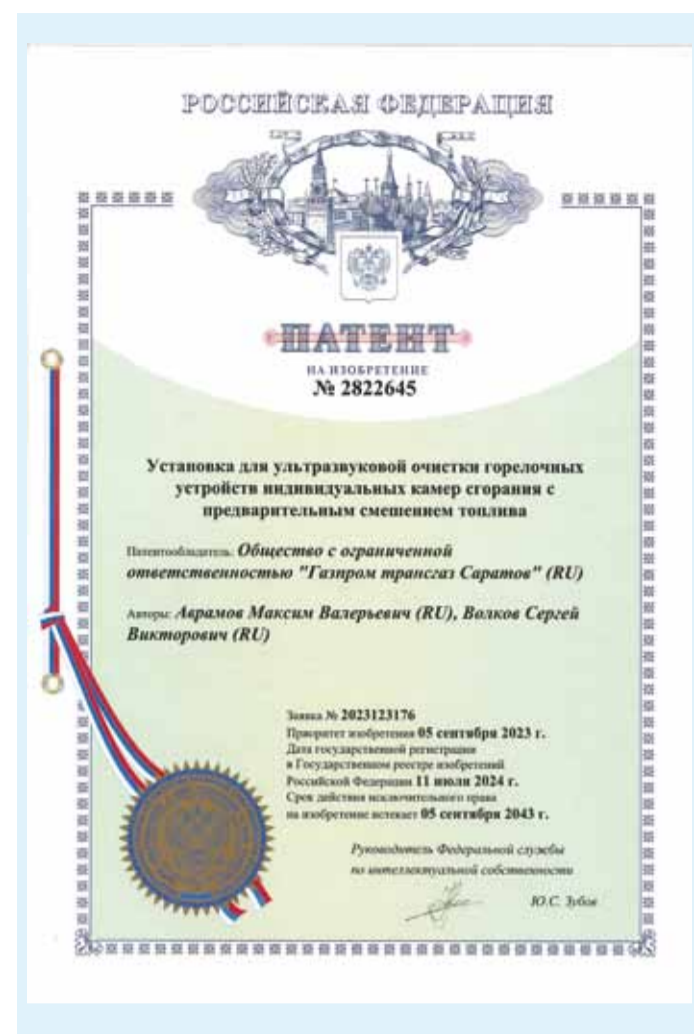 РОССИЙСКАЯ ФЕДЕРАЦИЯ
ПАТЕНТ
НА ИЗОБРЕТЕНИЕ
№ 2822645
Установка для ультразвуковой очистки горелочных
устройств индивидуальных камер сгорания с
предварительным смешением топлива
Патентообладатель: Общество с ограниченной
ответственностью "Газпром трансгаз Саратов" (RU)
Авторы: Аврамов Максим Валерьевич (RU), Волков Сергей
Викторович (RU)
Заявка № 2023123176
Приоритет изобретения 05 сентября 2023 г.
Дата государственной регистрации
в Государственном реестре изобретений
Российской Федерации 11 июля 2024 г.
Срок действия исключительного права
на изобретение истекает 05 сентября 2043 г.
Руководитель Федеральной службы
по интеллектуальной собственности
Ю.С. Зубов